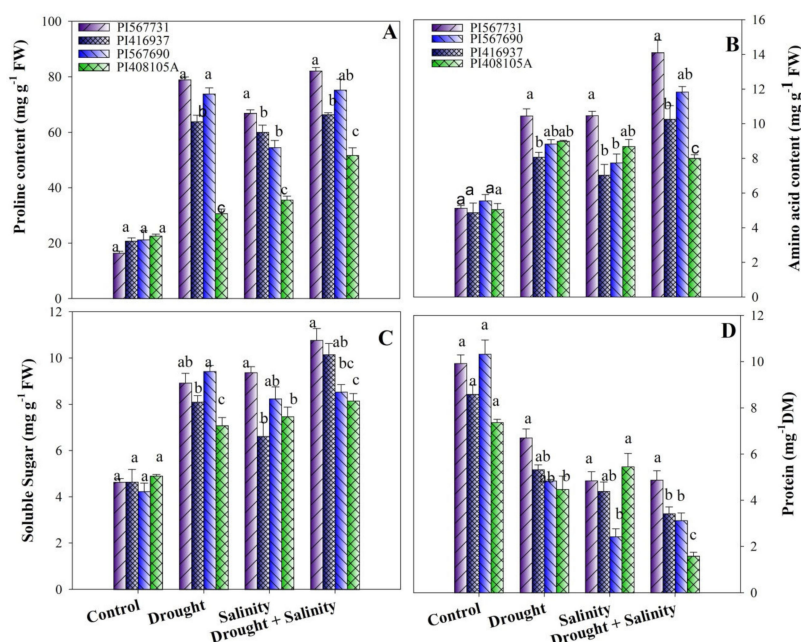 PI567731
PI416937
PI567690
PI408105A
A
Proline content (mg g-1 FW)
100
80
60
40
20
0
a a a a
a b a c
a b b c
a b ab c
PI567731
PI567690
PI416937
PI408105A
B
Amino acid content (mg g-1 FW)
16
14
12
10
8
6
4
2
0
a a a a
a b ab ab
a b b ab
a b ab c
C
Soluble Sugar (mg g-1 FW)
12
10
8
6
4
2
0
a a a a
ab b a c
a b ab c
a ab bc c
Control
Drought
Salinity
Drought + Salinity
D
Protein (mg-1DM)
12
10
8
6
4
2
0
a a a a
a ab ab b
a ab b a
a b b c
Control
Drought
Salinity
Drought + Salinity